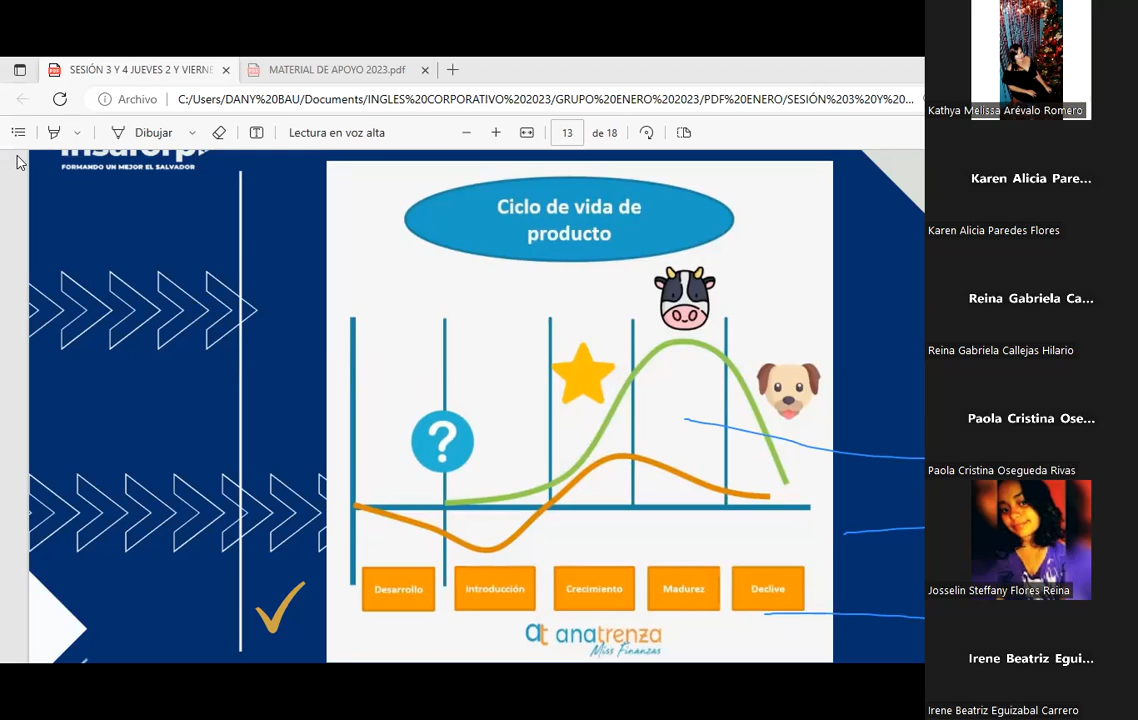 SESIÓN 3 Y 4 JUEVES 2 Y VIERNE
MATERIAL DE APOYO 2023.pdf
Archivo
C:/Users/DANY%20BAU/Documents/INGLES%20CORPORATIVO%202023/GRUPO%20ENERO%202023/PDF%20ENERO/SESIÓN%203%20Y%20...
Dibujar
Lectura en voz alta
13
de 18
FORMANDO UN MEJOR EL SALVADOR
Ciclo de vida de
producto
?
Desarrollo
Introducción
Crecimiento
Madurez
Declive
at anatrenza
Miss Finanzas
Kathya Melissa Arévalo Romero
Karen Alicia Pare...
Karen Alicia Paredes Flores
Reina Gabriela Ca...
Reina Gabriela Callejas Hilario
Paola Cristina Ose...
Paola Cristina Osegueda Rivas
Josselin Steffany Flores Reina
Irene Beatriz Egui...
Irene Beatriz Eguizabal Carrero